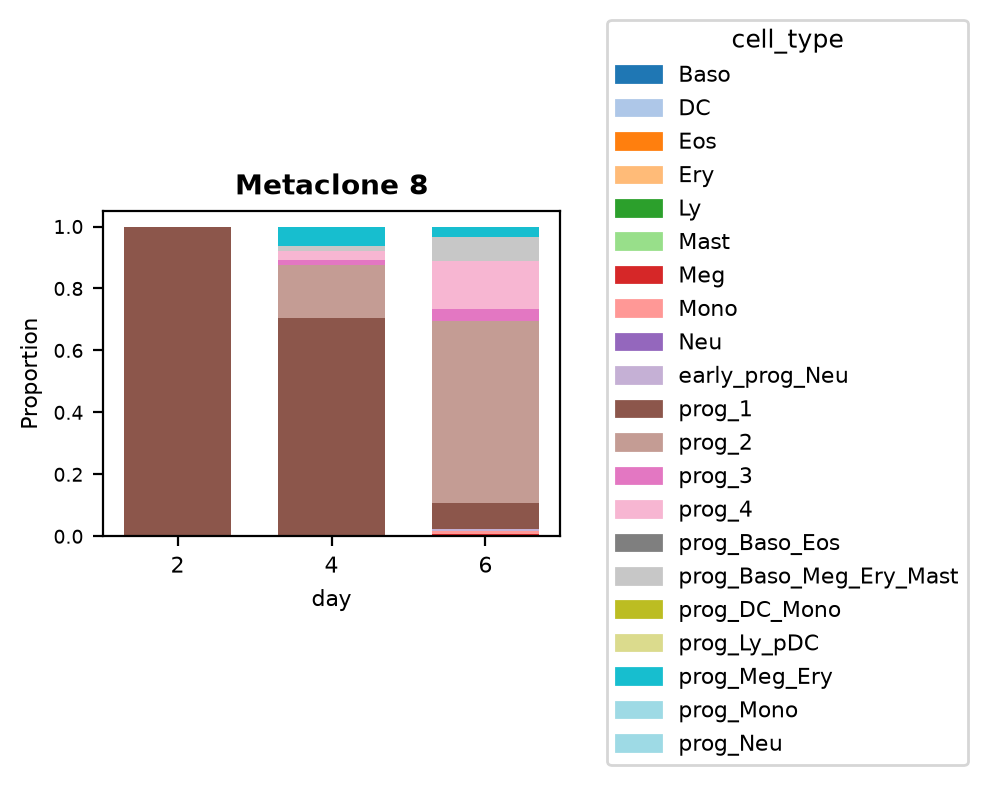 Metaclone 8
Proportion
1.0
0.8
0.6
0.4
0.2
0.0
2 4 6
day
cell_type
Baso
DC
Eos
Ery
Ly
Mast
Meg
Mono
Neu
early_prog_Neu
prog_1
prog_2
prog_3
prog_4
prog_Baso_Eos
prog_Baso_Meg_Ery_Mast
prog_DC_Mono
prog_Ly_pDC
prog_Meg_Ery
prog_Mono
prog_Neu